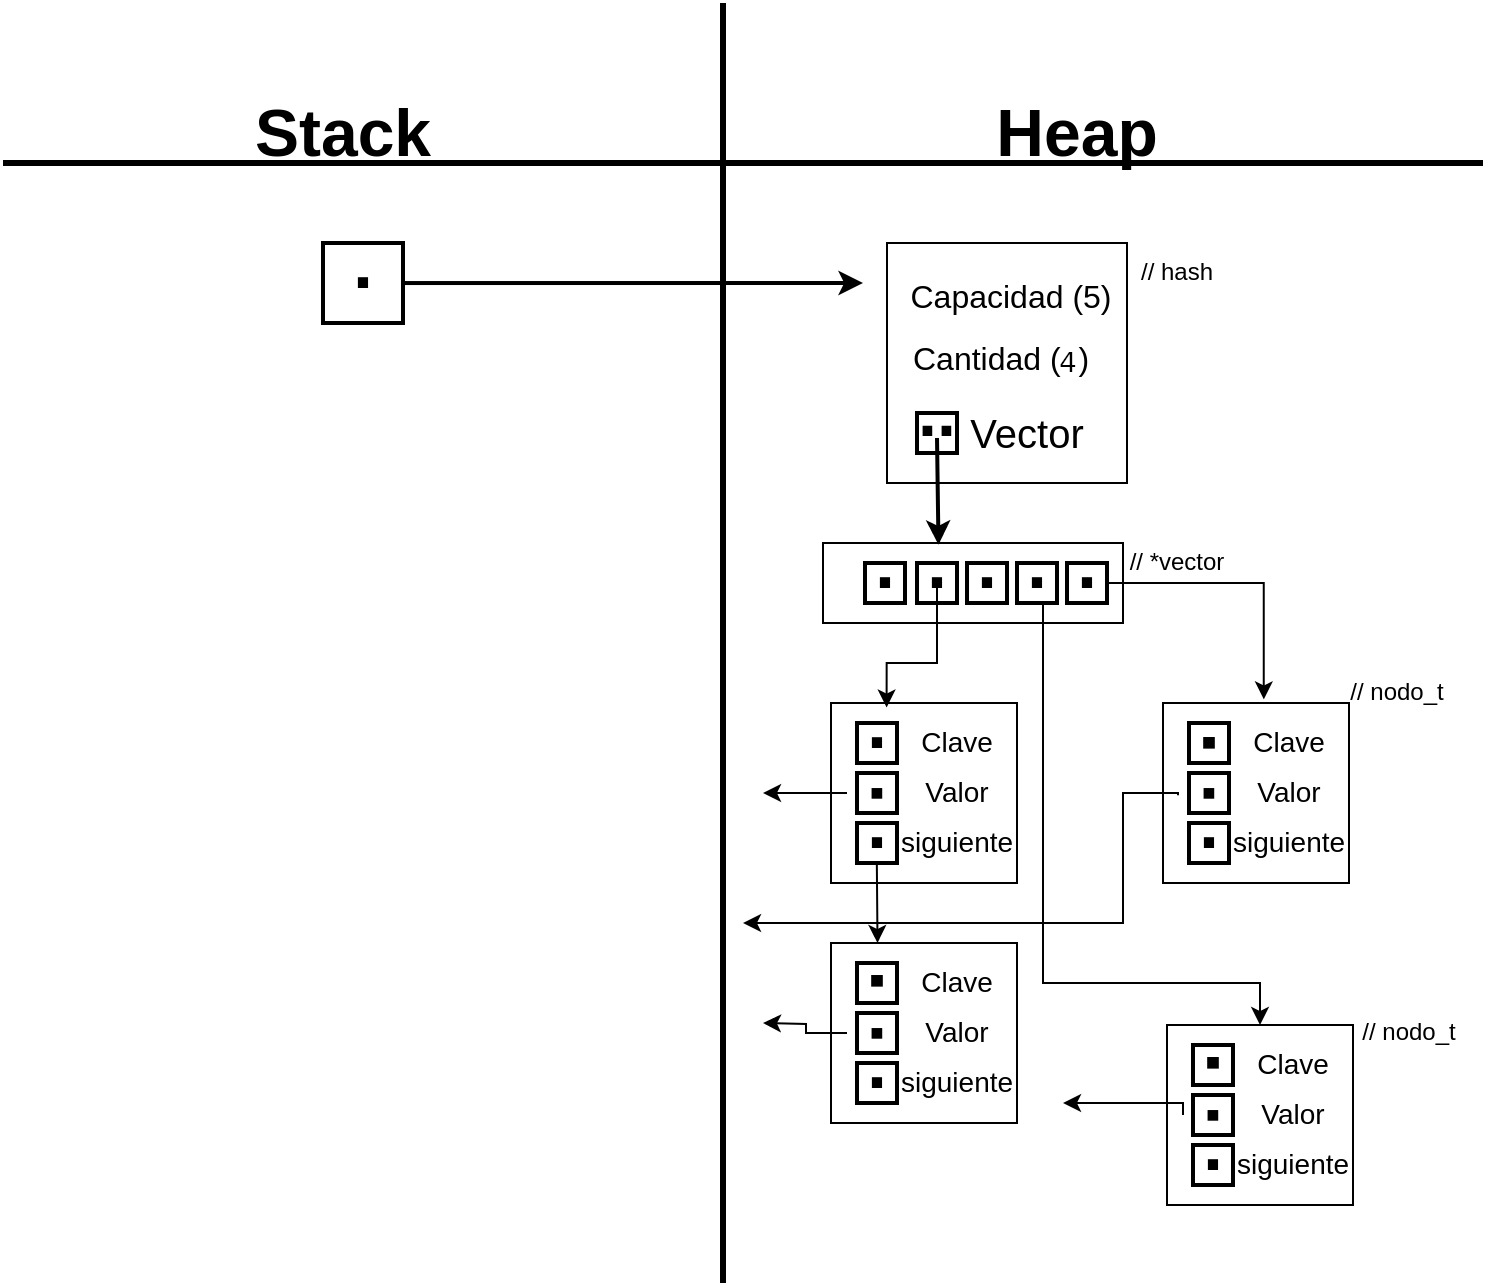 Stack
Heap
// hash
Capacidad (5)
Cantidad (4)
Vector
// *vector
// nodo_t
Clave
Valor
siguiente
Clave
Valor
siguiente
Clave
Valor
siguiente
// nodo_t
Clave
Valor
siguiente